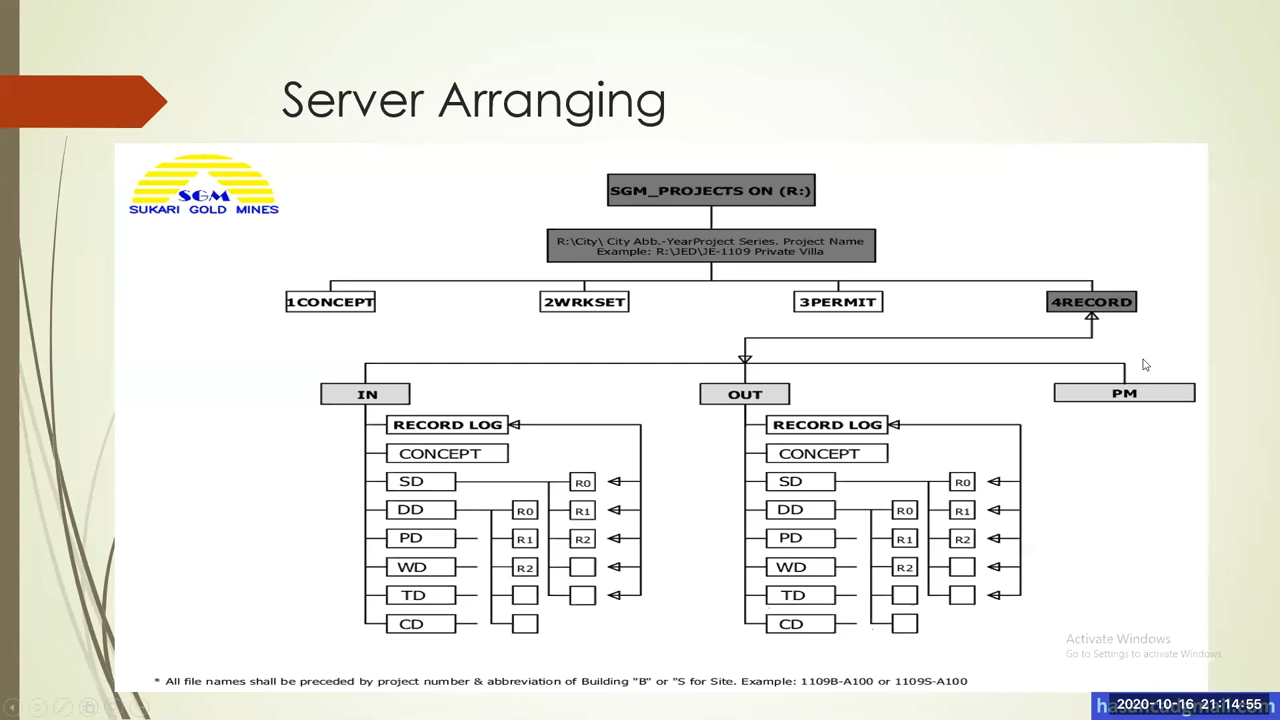 Server Arranging
SGM
SUKARI GOLD MINES
SGM_PROJECTS ON (R:)
R:\City\ City Abb.-YearProject Series. Project Name
Example: R:\JED\JE-1109 Private Villa
1CONCEPT
2WRKSET
3PERMIT
4RECORD
IN
OUT
PM
RECORD LOG
RECORD LOG
CONCEPT
CONCEPT
SD
R0
SD
R0
DD
R0
R1
DD
R0
R1
PD
R1
R2
PD
R1
R2
WD
R2
WD
R2
TD
TD
CD
CD
Activate Windows
Go to Settings to activate Windows.
* All file names shall be preceded by project number & abbreviation of Building "B" or "S for Site. Example: 1109B-A100 or 1109S-A100
2020-10-16 21:14:55